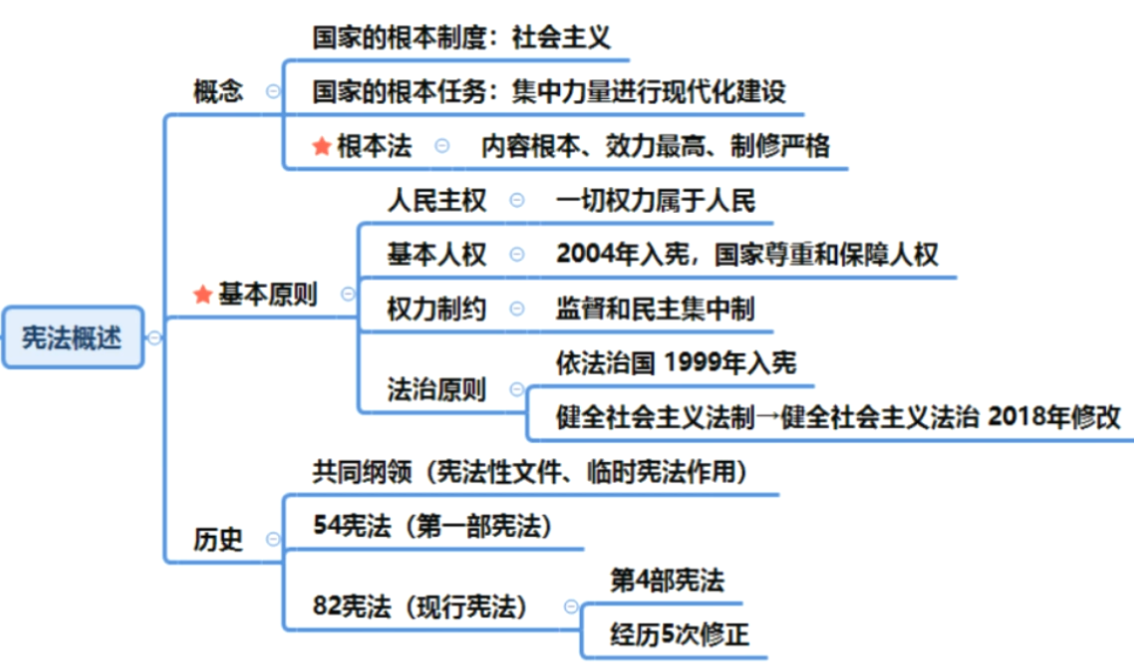 国家的根本制度：社会主义
概念
国家的根本任务：集中力量进行现代化建设
根本法 内容根本、效力最高、制修严格
人民主权 一切权力属于人民
基本人权 2004年入宪，国家尊重和保障人权
基本原则
权力制约 监督和民主集中制
宪法概述
依法治国 1999年入宪
法治原则
健全社会主义法制→健全社会主义法治 2018年修改
共同纲领（宪法性文件、临时宪法作用）
54宪法（第一部宪法）
历史
第4部宪法
82宪法（现行宪法）
经历5次修正